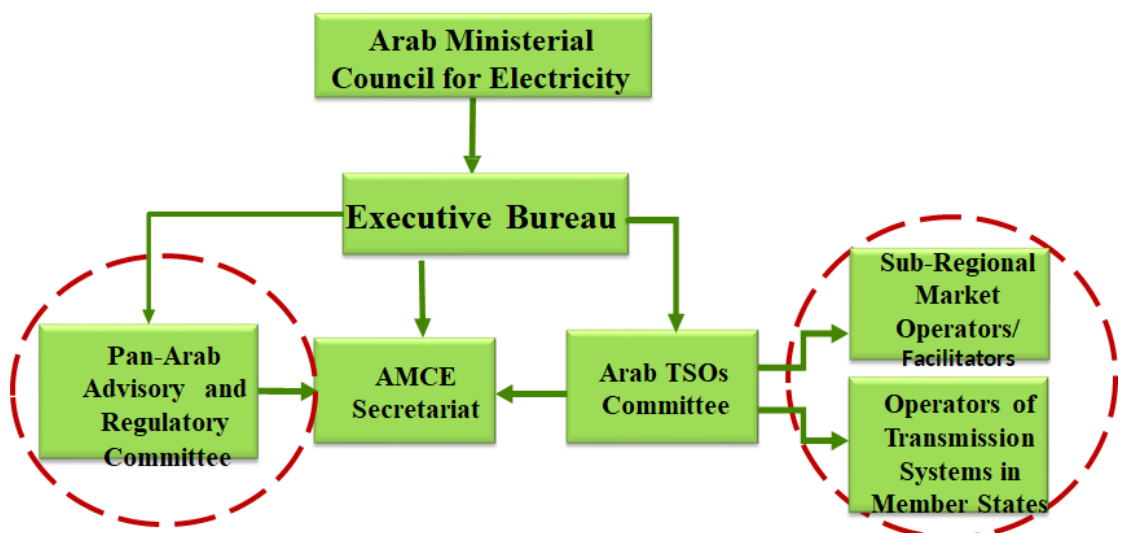 Arab Ministerial
Council for Electricity
Executive Bureau
Pan-Arab
Advisory and
Regulatory
Committee
AMCE
Secretariat
Arab TSOs
Committee
Sub-Regional
Market
Operators/
Facilitators
Operators of
Transmission
Systems in
Member States